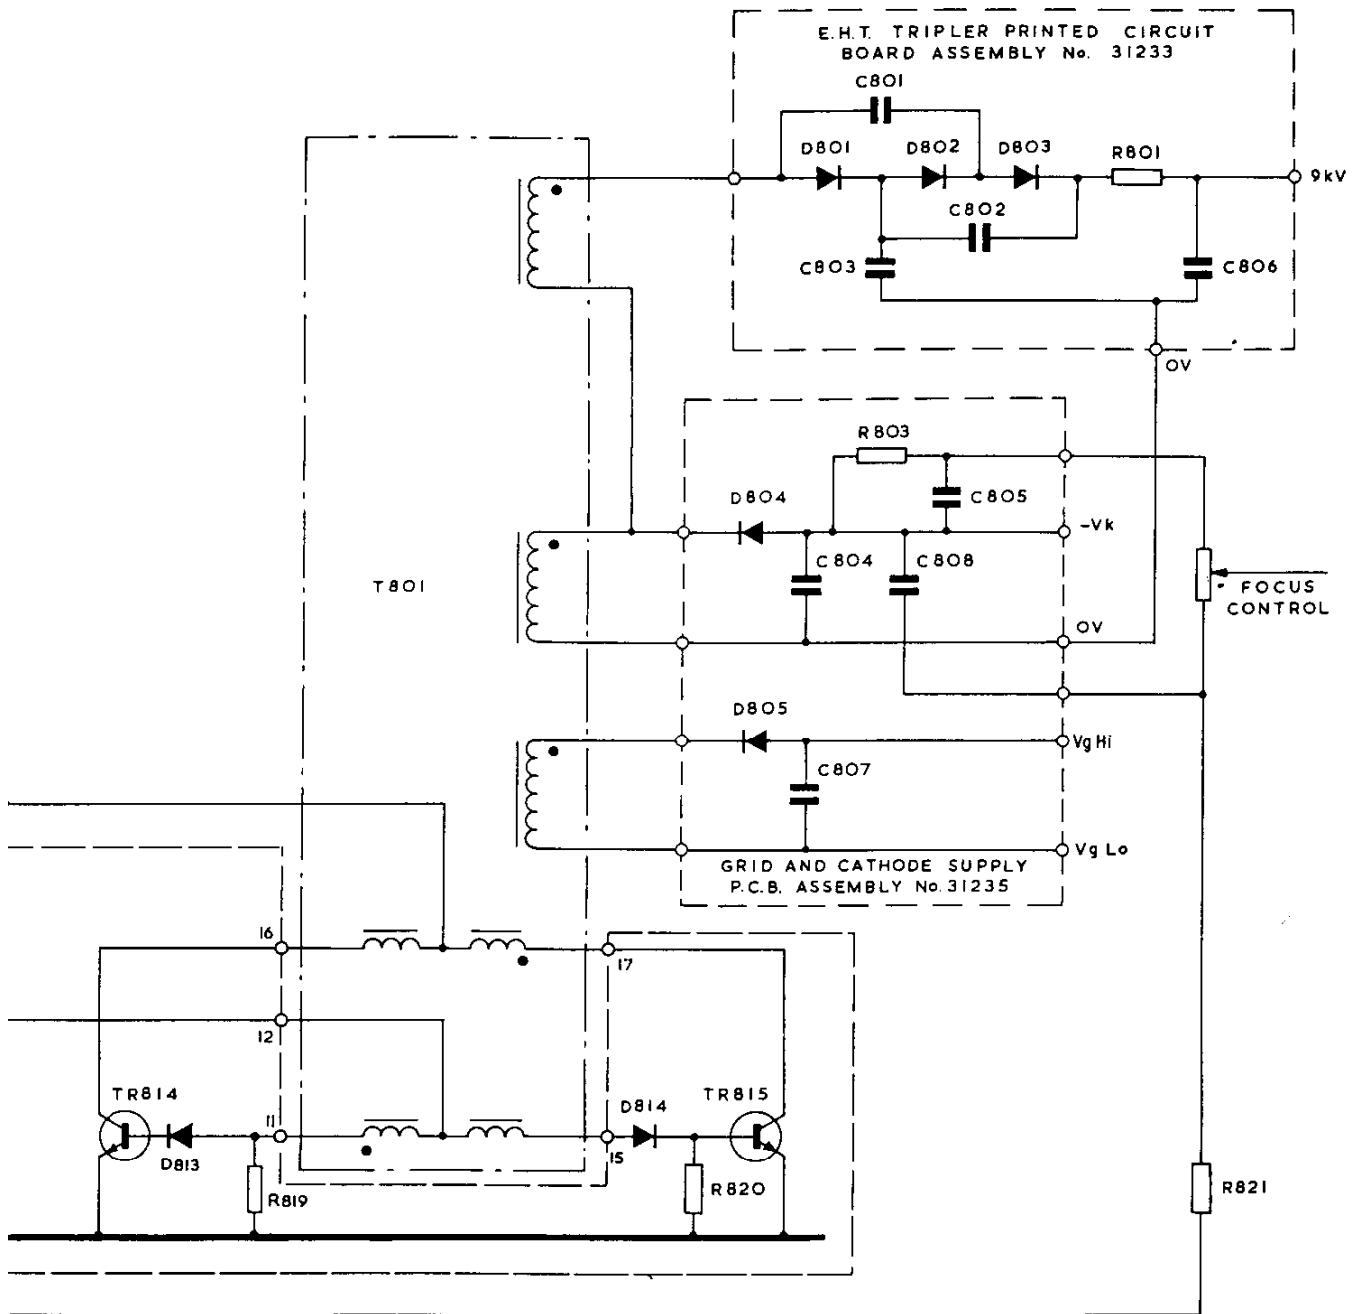 E.H.T. TRIPLER PRINTED CIRCUIT
BOARD ASSEMBLY No. 31233
C801
D801
D802
D803
R801
9kV
C802
C803
C806
OV
R803
D804
C805
-Vk
C804
C808
T801
FOCUS
CONTROL
OV
D805
Vg Hi
C807
Vg Lo
GRID AND CATHODE SUPPLY
P.C.B. ASSEMBLY No. 31235
16
17
12
TR814
D814
TR815
11
15
D813
R819
R820
R821